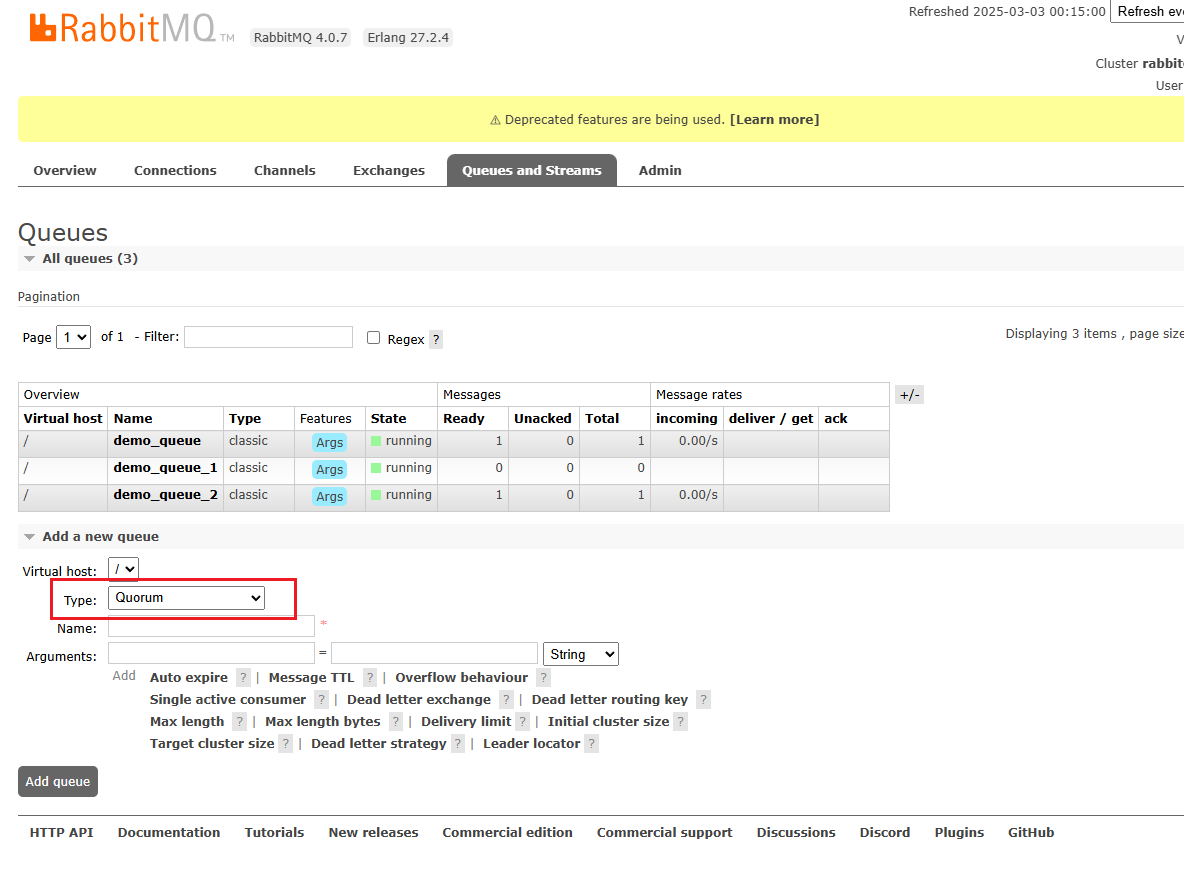 Refreshed 2025-03-03 00:15:00 Refresh eve
RabbitMQ TM RabbitMQ 4.0.7 Erlang 27.2.4
V
Cluster rabbit
User
⚠ Deprecated features are being used. [Learn more]
Overview Connections Channels Exchanges Queues and Streams Admin
Queues
All queues (3)
Pagination
Page 1 of 1 - Filter: Regex ? Displaying 3 items , page size
Overview Messages Message rates +/-
Virtual host Name Type Features State Ready Unacked Total incoming deliver / get ack
/ demo_queue classic Args running 1 0 1 0.00/s
/ demo_queue_1 classic Args running 0 0 0
/ demo_queue_2 classic Args running 1 0 1 0.00/s
Add a new queue
Virtual host: /
Type: Quorum
Name: *
Arguments: = String
Add Auto expire ? | Message TTL ? | Overflow behaviour ?
Single active consumer ? | Dead letter exchange ? | Dead letter routing key ?
Max length ? | Max length bytes ? | Delivery limit ? | Initial cluster size ?
Target cluster size ? | Dead letter strategy ? | Leader locator ?
Add queue
HTTP API Documentation Tutorials New releases Commercial edition Commercial support Discussions Discord Plugins GitHub